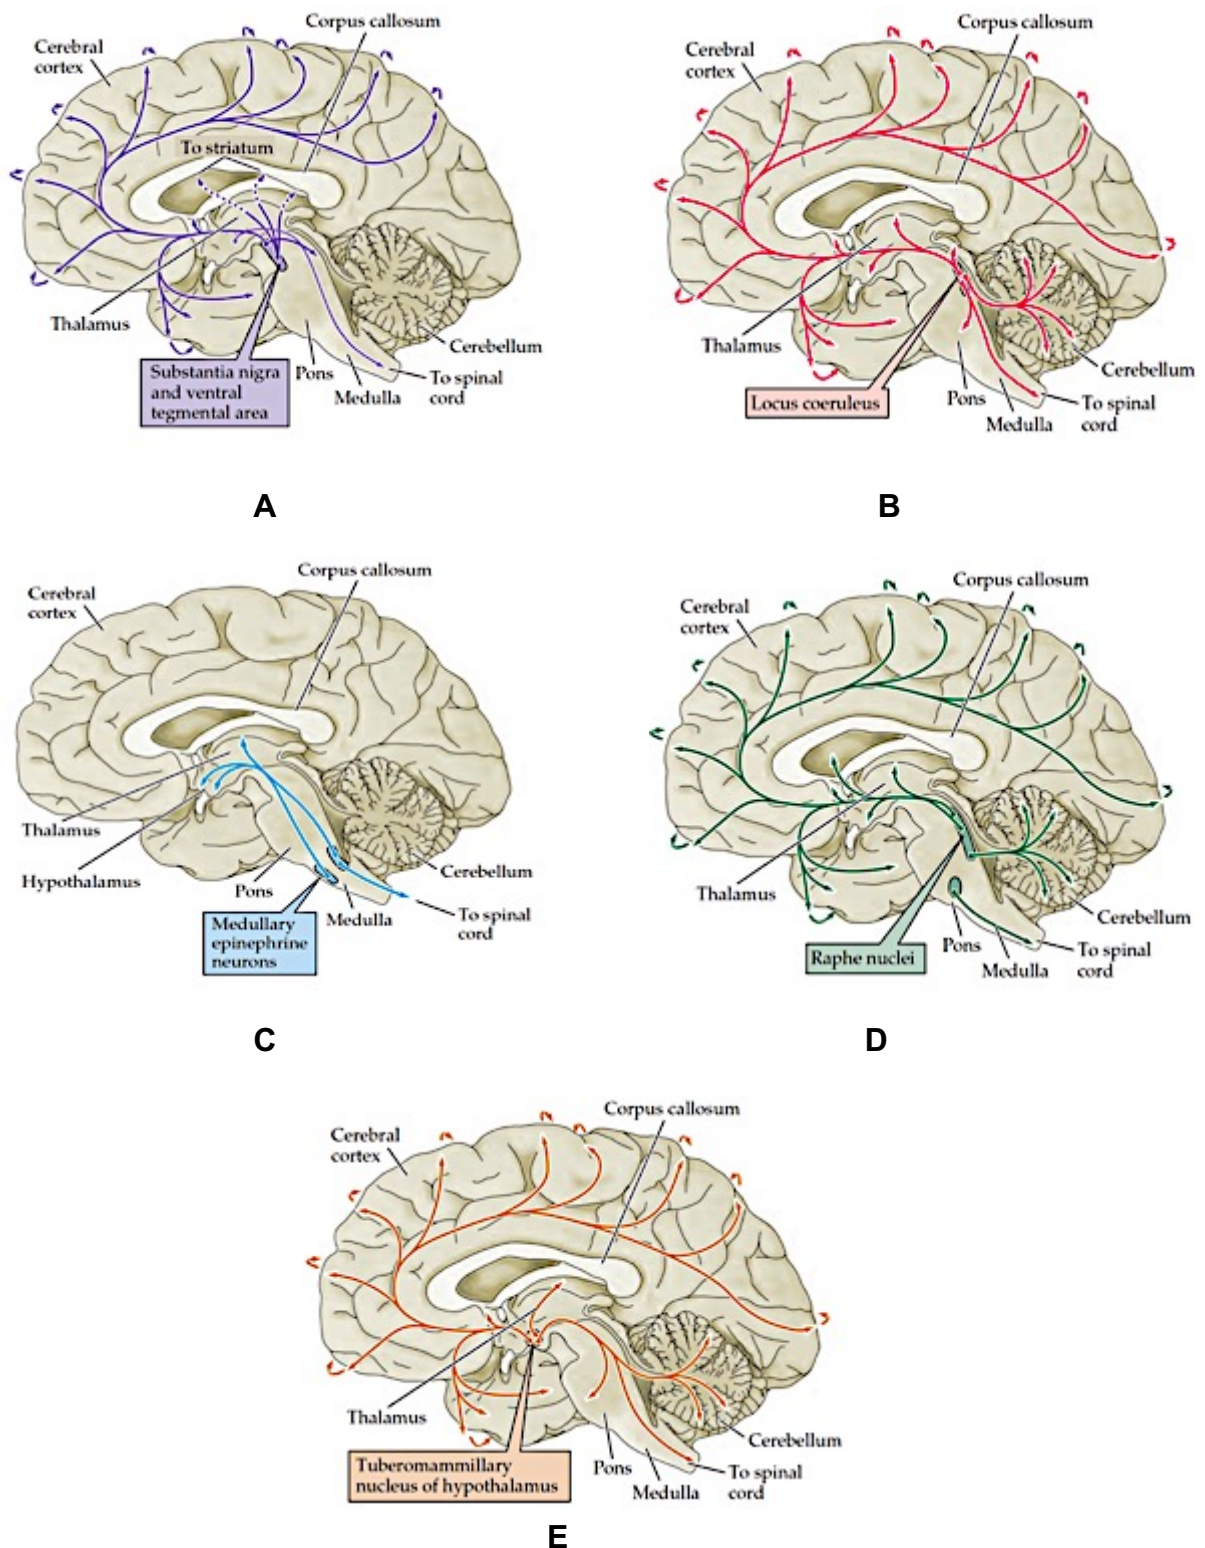 Corpus callosum
Cerebral
cortex
To striatum
Thalamus
Substantia nigra
and ventral
tegmental area
Pons
Medulla
Cerebellum
To spinal
cord
A
Corpus callosum
Cerebral
cortex
Thalamus
Locus coeruleus
Pons
Medulla
Cerebellum
To spinal
cord
B
Corpus callosum
Cerebral
cortex
Thalamus
Hypothalamus
Pons
Medullary
epinephrine
neurons
Medulla
Cerebellum
To spinal
cord
C
Corpus callosum
Cerebral
cortex
Thalamus
Raphe nuclei
Pons
Medulla
Cerebellum
To spinal
cord
D
Corpus callosum
Cerebral
cortex
Thalamus
Tuberomammillary
nucleus of hypothalamus
Pons
Medulla
Cerebellum
To spinal
cord
E